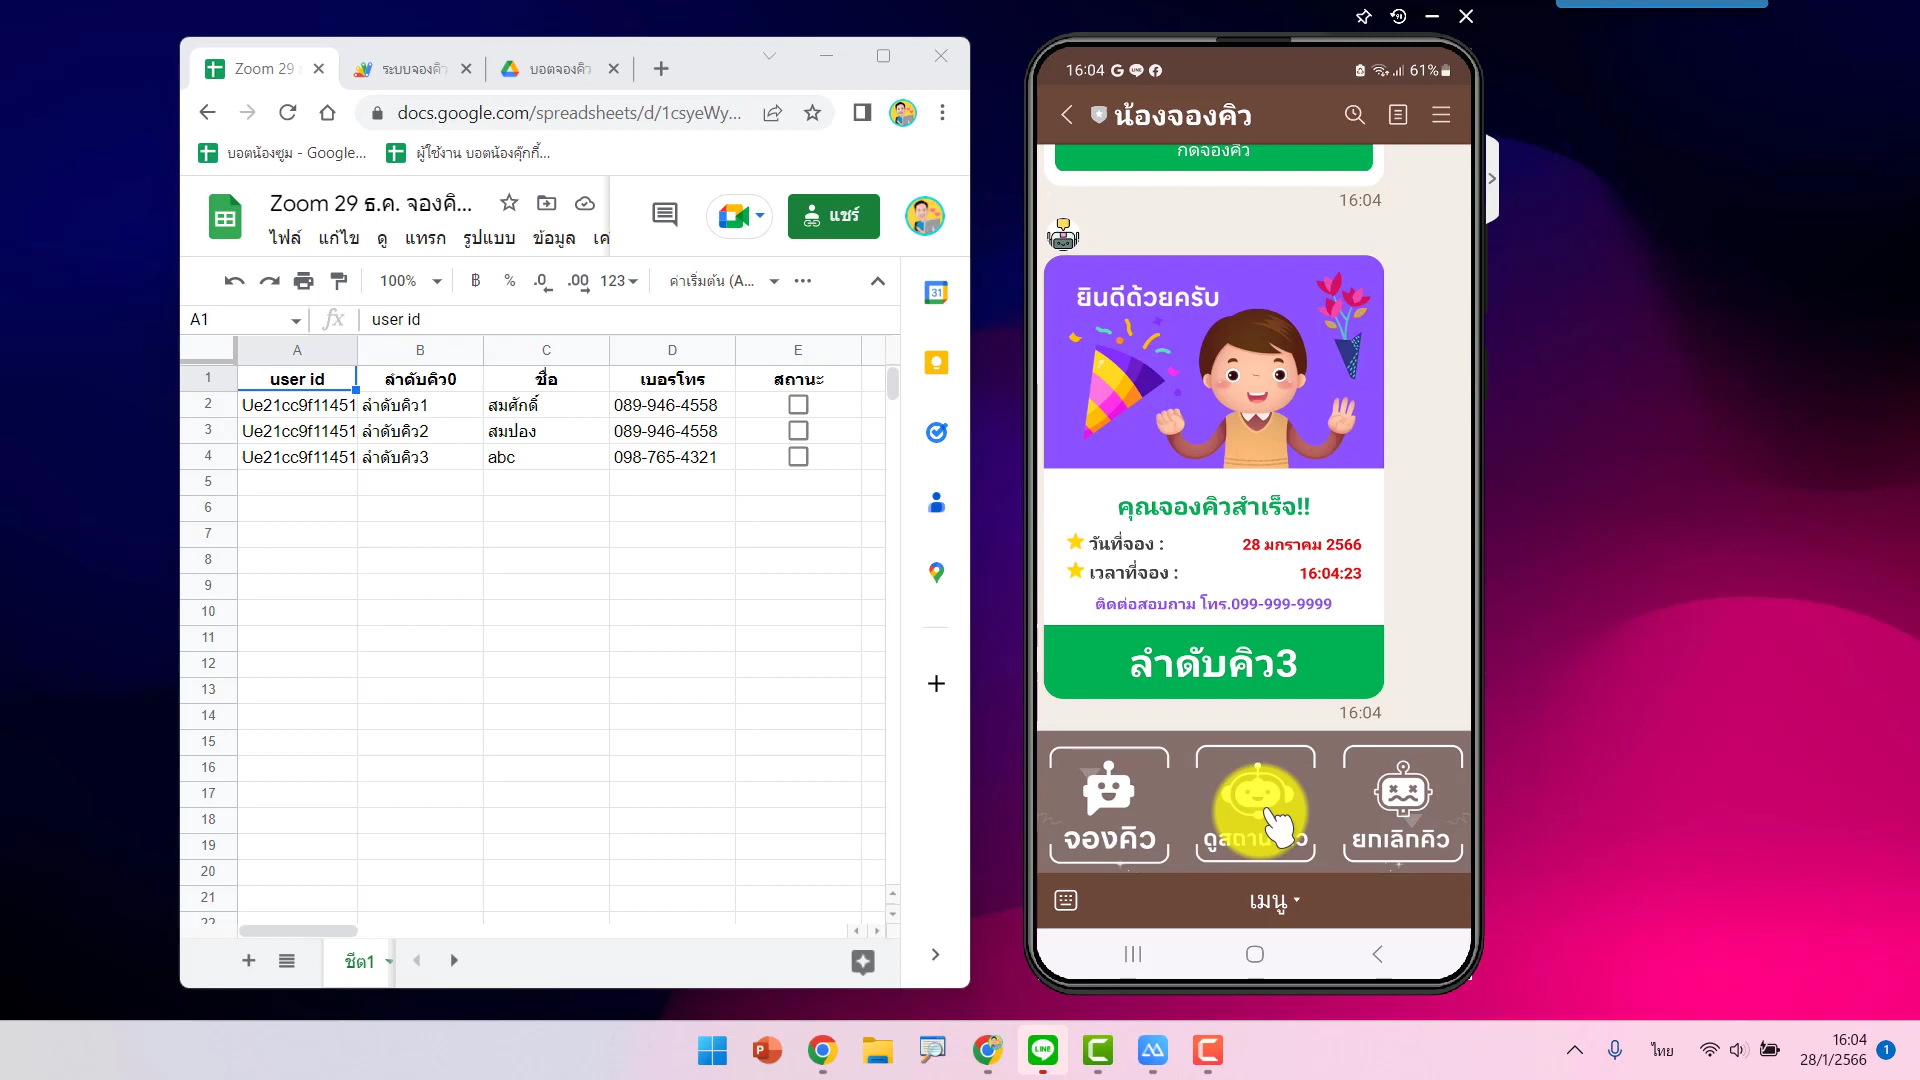 Zoom 29
ระบบจองคิว
บอตจองคิว
docs.google.com/spreadsheets/d/1csyeWy...
บอตน้องซูม - Google...
ผู้ใช้งาน บอตน้องคุ๊กกี้...
Zoom 29 ธ.ค. จองคิ...
แชร์
ไฟล์ แก้ไข ดู แทรก รูปแบบ ข้อมูล เค
100% ฿ % .0 .00 123 ค่าเริ่มต้น (A...
A1 fx user id
A B C D E
1 user id ลำดับคิว0 ชื่อ เบอรโทร สถานะ
2 Ue21cc9f11451 ลำดับคิว1 สมศักดิ์ 089-946-4558
3 Ue21cc9f11451 ลำดับคิว2 สมปอง 089-946-4558
4 Ue21cc9f11451 ลำดับคิว3 abc 098-765-4321
5
6
7
8
9
10
11
12
13
14
15
16
17
18
19
20
21
22
ชีต1
31
16:04 61%
น้องจองคิว
กดจองคิว
16:04
ยินดีด้วยครับ
คุณจองคิวสำเร็จ!!
วันที่จอง : 28 มกราคม 2566
เวลาที่จอง : 16:04:23
ติดต่อสอบถาม โทร.099-999-9999
ลำดับคิว3
16:04
จองคิว
ยกเลิกคิว
เมนู
ไทย
16:04
28/1/2566
1